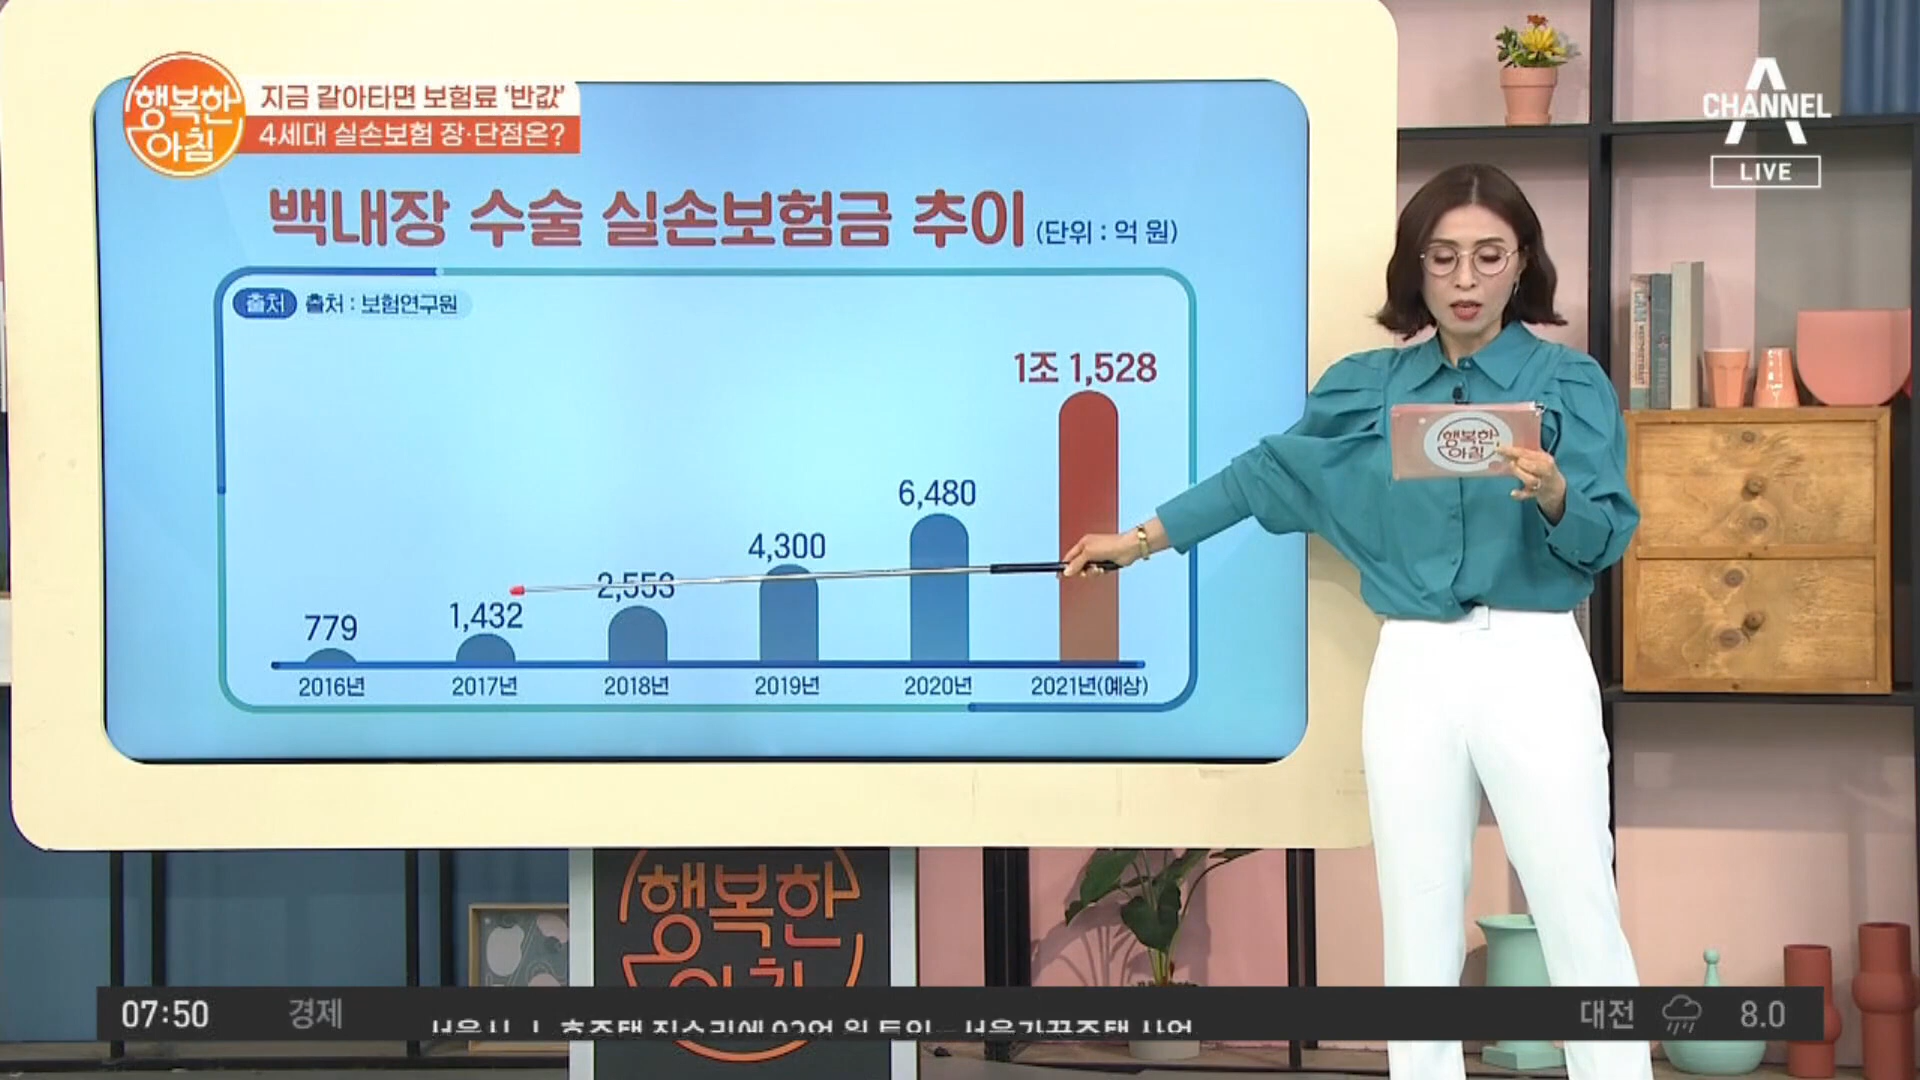 행복한
아침
지금 갈아타면 보험료 ‘반값’
4세대 실손보험 장·단점은?
CHANNEL A
LIVE
백내장 수술 실손보험금 추이 (단위 : 억 원)
출처 출처 : 보험연구원
1조 1,528
6,480
4,300
2,553
1,432
779
2016년 2017년 2018년 2019년 2020년 2021년(예상)
행복한
아침
행복한
아침
07:50 경제
대전 8.0